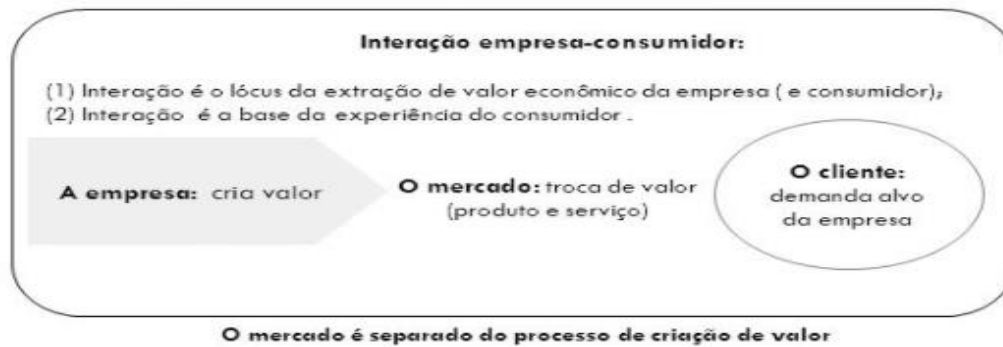 Interação empresa-consumidor:
(1) Interação é o lócus da extração de valor econômico da empresa ( e consumidor);
(2) Interação é a base da experiência do consumidor .
A empresa: cria valor
O mercado: troca de valor
(produto e serviço)
O cliente:
demanda alvo
da empresa
O mercado é separado do processo de criação de valor